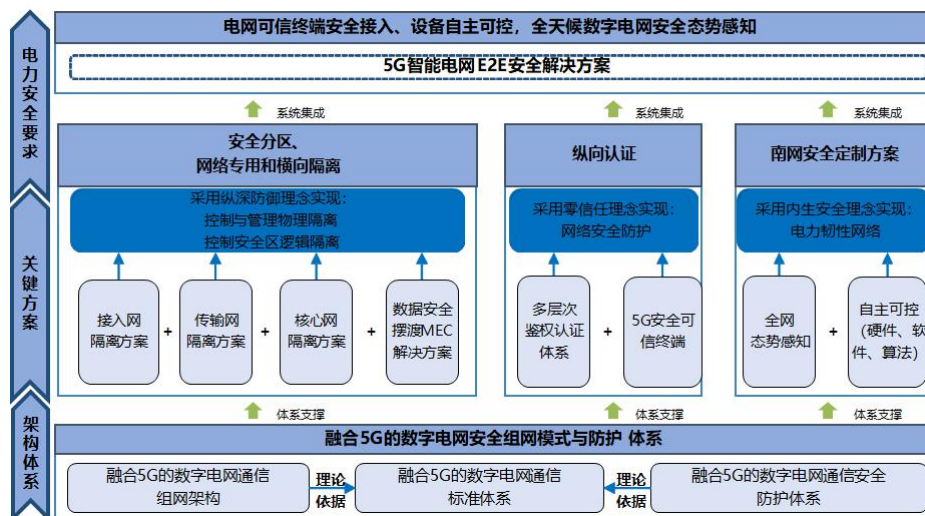 电力安全要求
电网可信终端安全接入、设备自主可控，全天候数字电网安全态势感知
5G智能电网E2E安全解决方案
系统集成
系统集成
系统集成
安全分区、
网络专用和横向隔离
纵向认证
南网安全定制方案
关键方案
采用纵深防御理念实现：
控制与管理物理隔离
控制安全区逻辑隔离
采用零信任理念实现：
网络安全防护
采用内生安全理念实现：
电力韧性网络
接入网
隔离方案
+
传输网
隔离方案
+
核心网
隔离方案
+
数据安全
摆渡MEC
解决方案
多层次
鉴权认证
体系
+
5G安全可
信终端
全网
态势感知
+
自主可控
（硬件、软
件、算法）
体系支撑
体系支撑
体系支撑
架构体系
融合5G的数字电网安全组网模式与防护 体系
融合5G的数字电网通信
组网架构
理论
依据
融合5G的数字电网通信
标准体系
理论
依据
融合5G的数字电网通信安全
防护体系